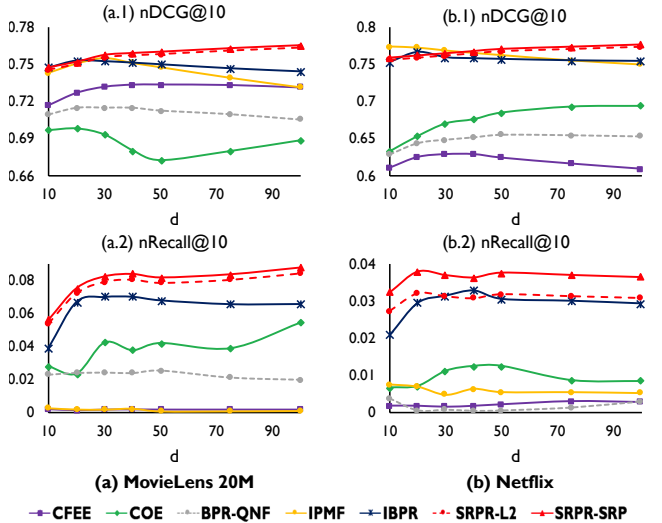 (a.1) nDCG@10
0.78
0.75
0.72
0.69
0.66
10 30 50 70 90
d
(b.1) nDCG@10
0.8
0.75
0.7
0.65
0.6
10 30 50 70 90
d
(a.2) nRecall@10
0.08
0.06
0.04
0.02
0
10 30 50 70 90
d
(b.2) nRecall@10
0.04
0.03
0.02
0.01
0
10 30 50 70 90
d
(a) MovieLens 20M
(b) Netflix
CFEE COE BPR-QNF IPMF IBPR SRPR-L2 SRPR-SRP